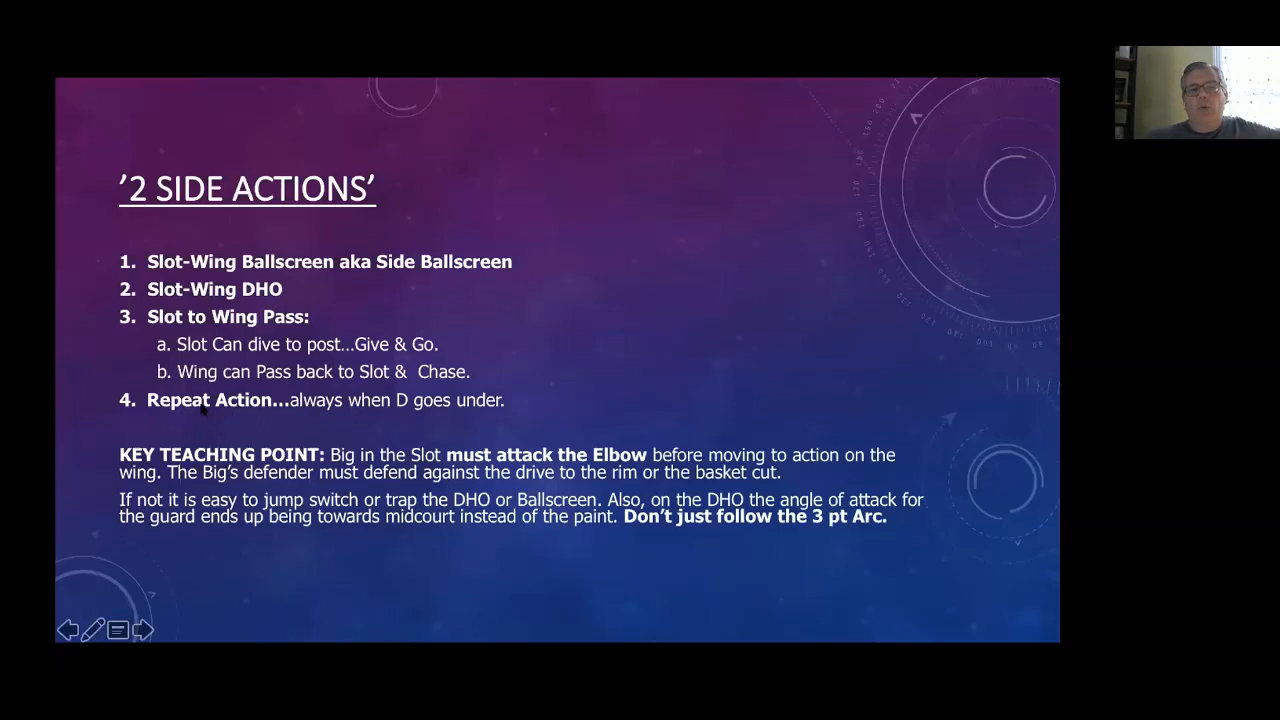 ’2 SIDE ACTIONS’
1. Slot-Wing Ballscreen aka Side Ballscreen
2. Slot-Wing DHO
3. Slot to Wing Pass:
a. Slot Can dive to post…Give & Go.
b. Wing can Pass back to Slot & Chase.
4. Repeat Action…always when D goes under.
KEY TEACHING POINT: Big in the Slot must attack the Elbow before moving to action on the
wing. The Big’s defender must defend against the drive to the rim or the basket cut.
If not it is easy to jump switch or trap the DHO or Ballscreen. Also, on the DHO the angle of attack for
the guard ends up being towards midcourt instead of the paint. Don’t just follow the 3 pt Arc.